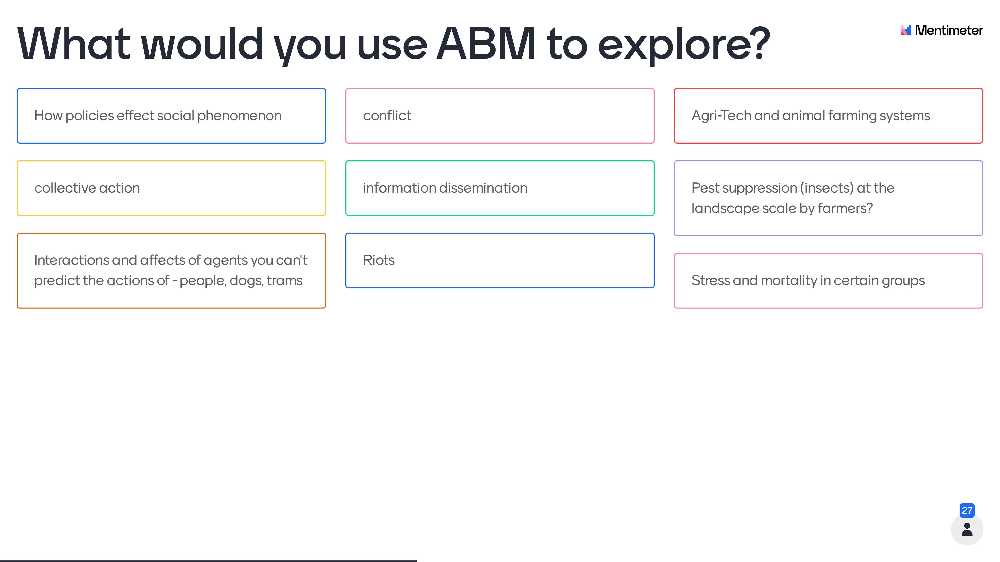 What would you use ABM to explore?
Mentimeter
How policies effect social phenomenon
conflict
Agri-Tech and animal farming systems
collective action
information dissemination
Pest suppression (insects) at the
landscape scale by farmers?
Interactions and affects of agents you can't
predict the actions of - people, dogs, trams
Riots
Stress and mortality in certain groups
27